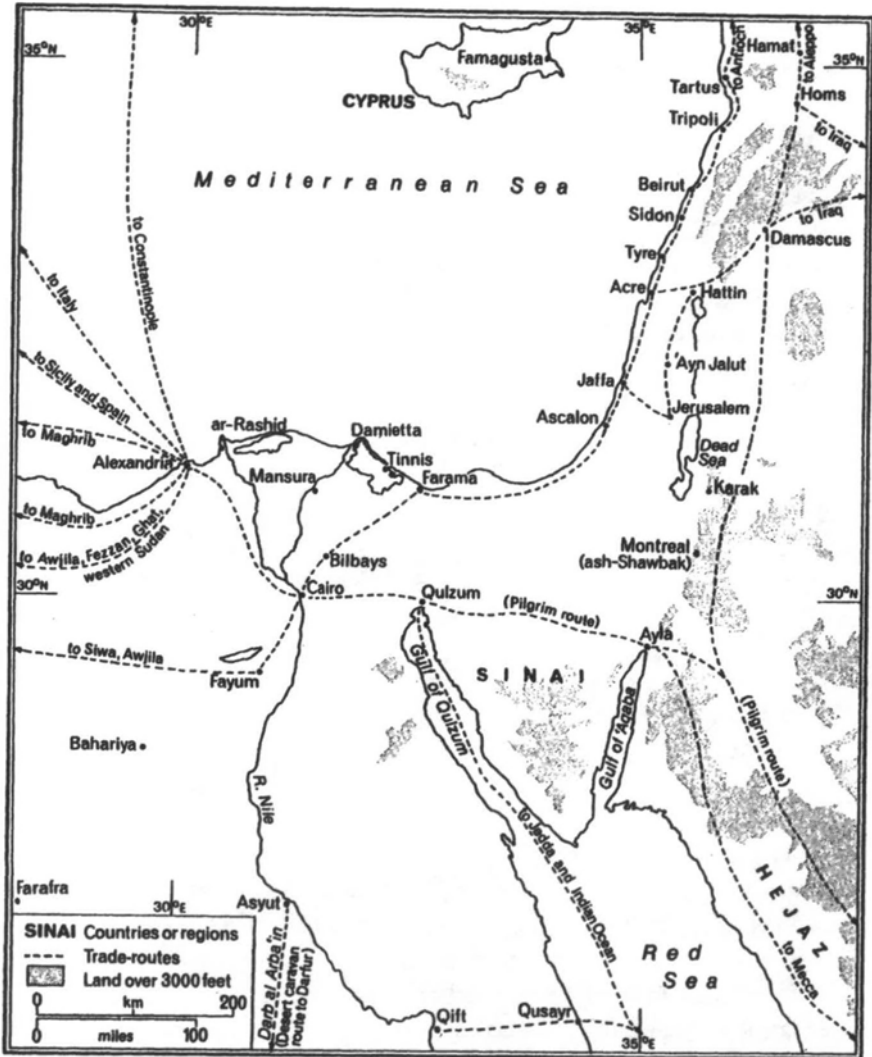 30°E
35°E
35°N
35°N
Famagusta
CYPRUS
Hamat
to Antioch
to Aleppo
Tartus
Homs
Tripoli
to Iraq
Mediterranean Sea
Beirut
Sidon
to Iraq
Damascus
to Constantinople
Tyre
Acre
Hattin
to Italy
'Ayn Jalut
to Sicily and Spain
Jaffa
Jerusalem
Ascalon
to Maghrib
ar-Rashid
Damietta
Alexandria
Tinnis
Dead
Sea
Mansura
Farama
Karak
to Maghrib
Montreal
(ash-Shawbak)
to Awjila, Fezzan, Ghat,
western Sudan
Bilbays
30°N
Cairo
Qulzum
(Pilgrim route)
30°N
Ayla
to Siwa, Awjila
SINAI
Fayum
Gulf of Qulzum
Gulf of 'Aqaba
(Pilgrim route)
Bahariya
R. Nile
to Jedda and Indian Ocean
HEJAZ
to Mecca
Farafra
30°E
Asyut
Red
Sea
Darb al Arba'in
(Desert caravan
route to Darfur)
Qift
Qusayr
35°E
SINAI Countries or regions
Trade-routes
Land over 3000 feet
0 km 200
0 miles 100